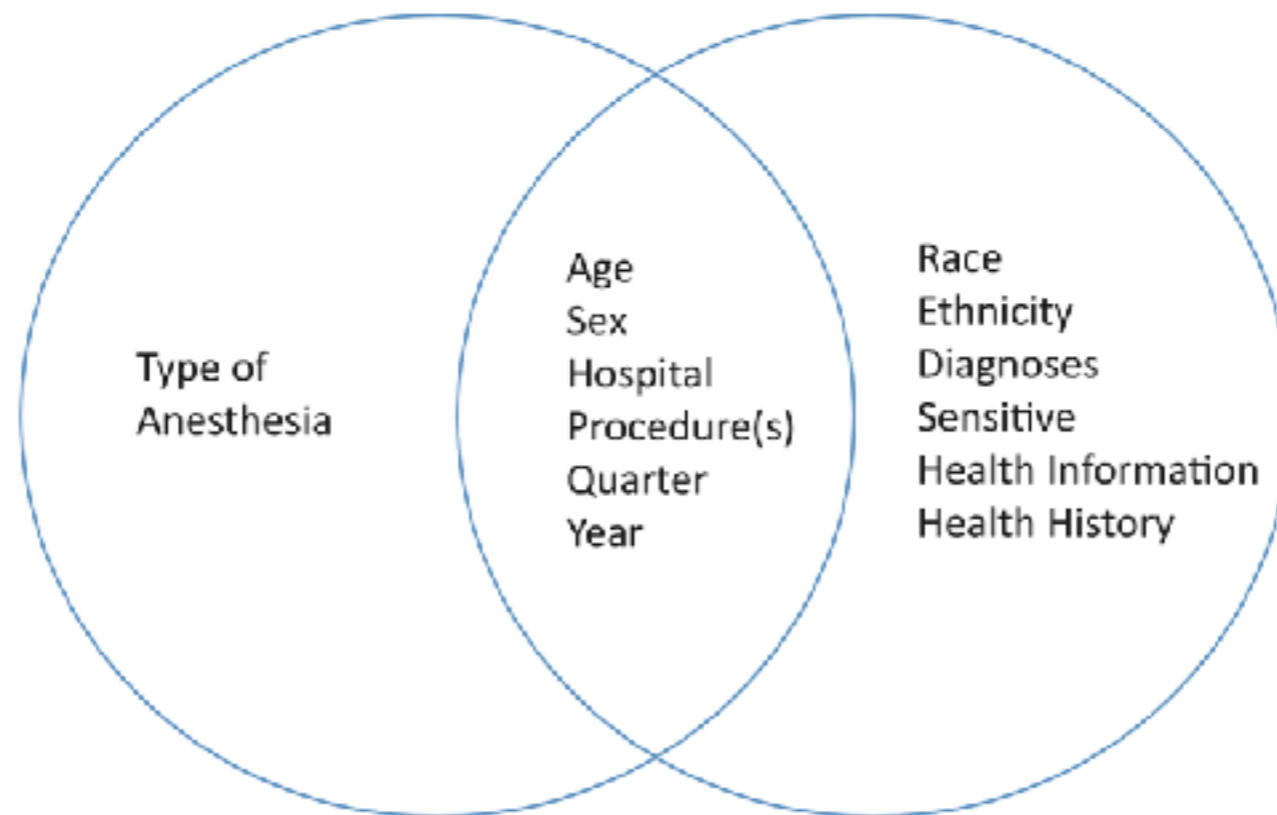 Type of
Anesthesia
Age
Sex
Hospital
Procedure(s)
Quarter
Year
Race
Ethnicity
Diagnoses
Sensitive
Health Information
Health History